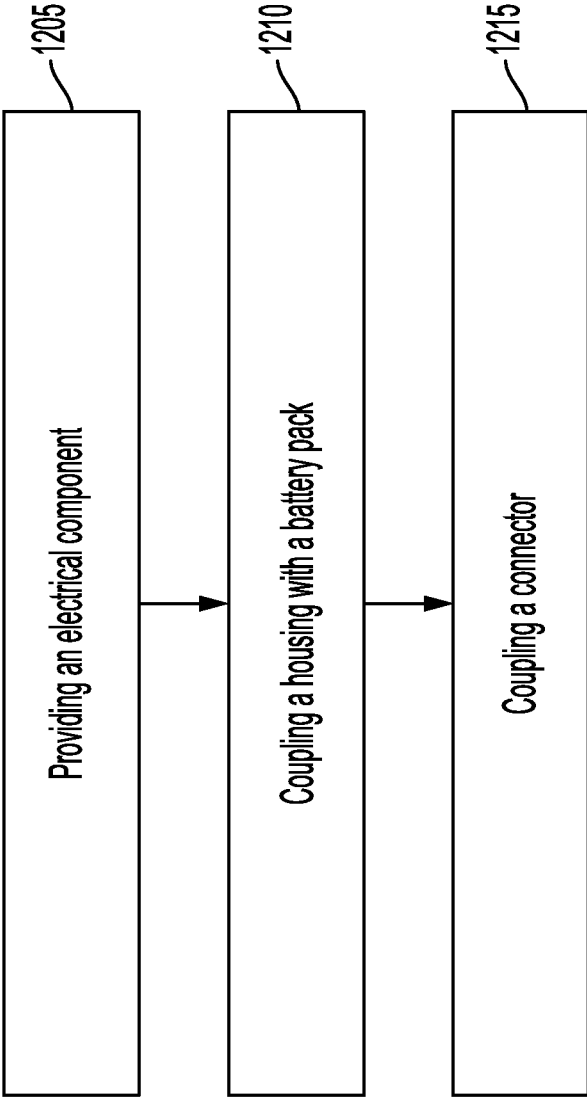 Providing an electrical component
1205
Coupling a housing with a battery pack
1210
Coupling a connector
1215